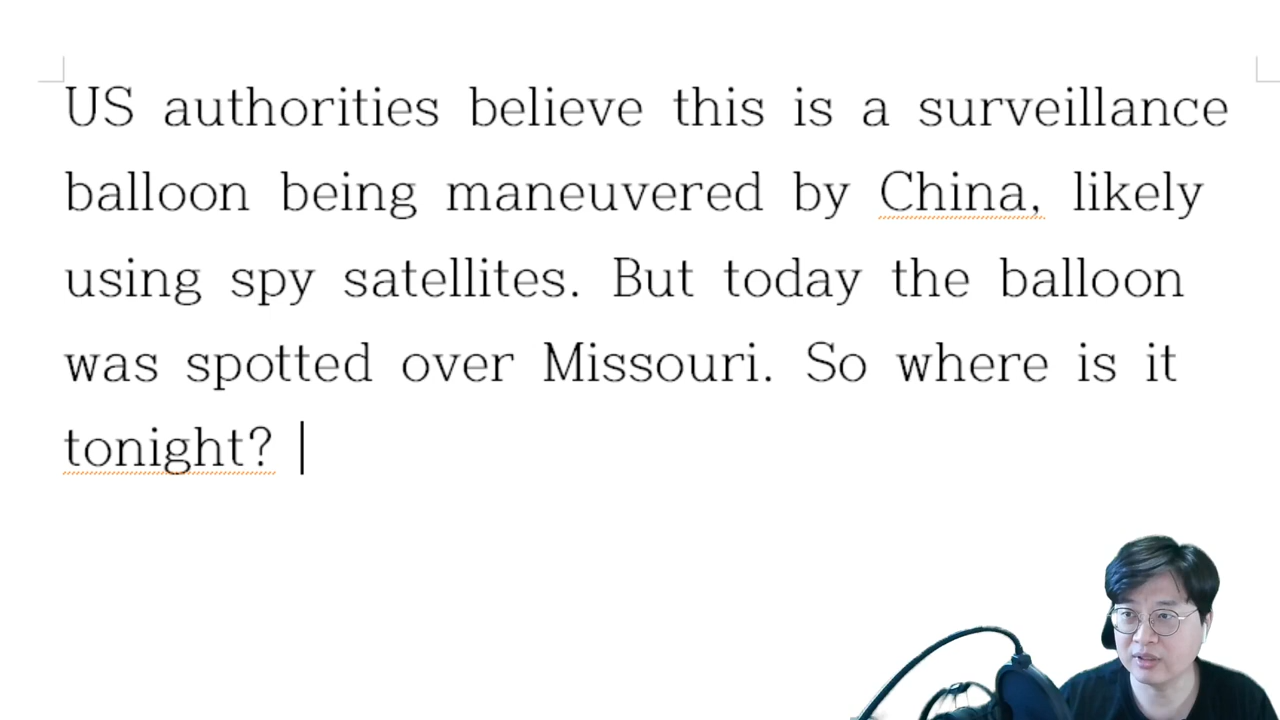 US authorities believe this is a surveillance
balloon being maneuvered by China, likely
using spy satellites. But today the balloon
was spotted over Missouri. So where is it
tonight?